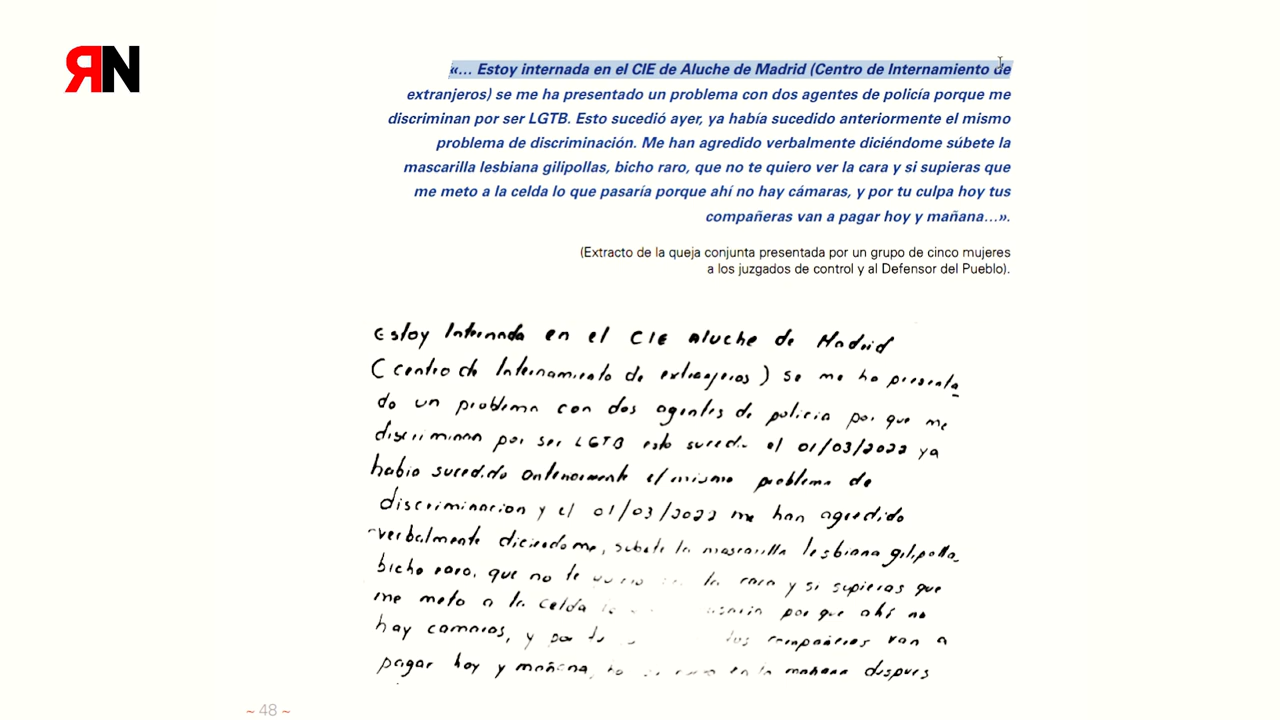 RN
«… Estoy internada en el CIE de Aluche de Madrid (Centro de Internamiento de
extranjeros) se me ha presentado un problema con dos agentes de policía porque me
discriminan por ser LGTB. Esto sucedió ayer, ya había sucedido anteriormente el mismo
problema de discriminación. Me han agredido verbalmente diciéndome súbete la
mascarilla lesbiana gilipollas, bicho raro, que no te quiero ver la cara y si supieras que
me meto a la celda lo que pasaría porque ahí no hay cámaras, y por tu culpa hoy tus
compañeras van a pagar hoy y mañana…».
(Extracto de la queja conjunta presentada por un grupo de cinco mujeres
a los juzgados de control y al Defensor del Pueblo).
Estoy Internada en el CIE Aluche de Madrid
(centro de Internamiento de extranjeros) se me ha presenta_
do un problema con dos agentes de policia por que me
discriminan por ser LGTB esto sucedio el 01/03/2022 ya
habia sucedido anteriormente el mismo problema de
discriminacion y el 01/03/2022 me han agredido
verbalmente diciendome, subete la mascarilla lesbiana gilipolla_
bicho raro, que no te la cara y si supieras que
me meto a la celda por que ahí no
hay camaras, y por tu compañeras van a
pagar hoy y mañana, en la mañana despues
~ 48 ~